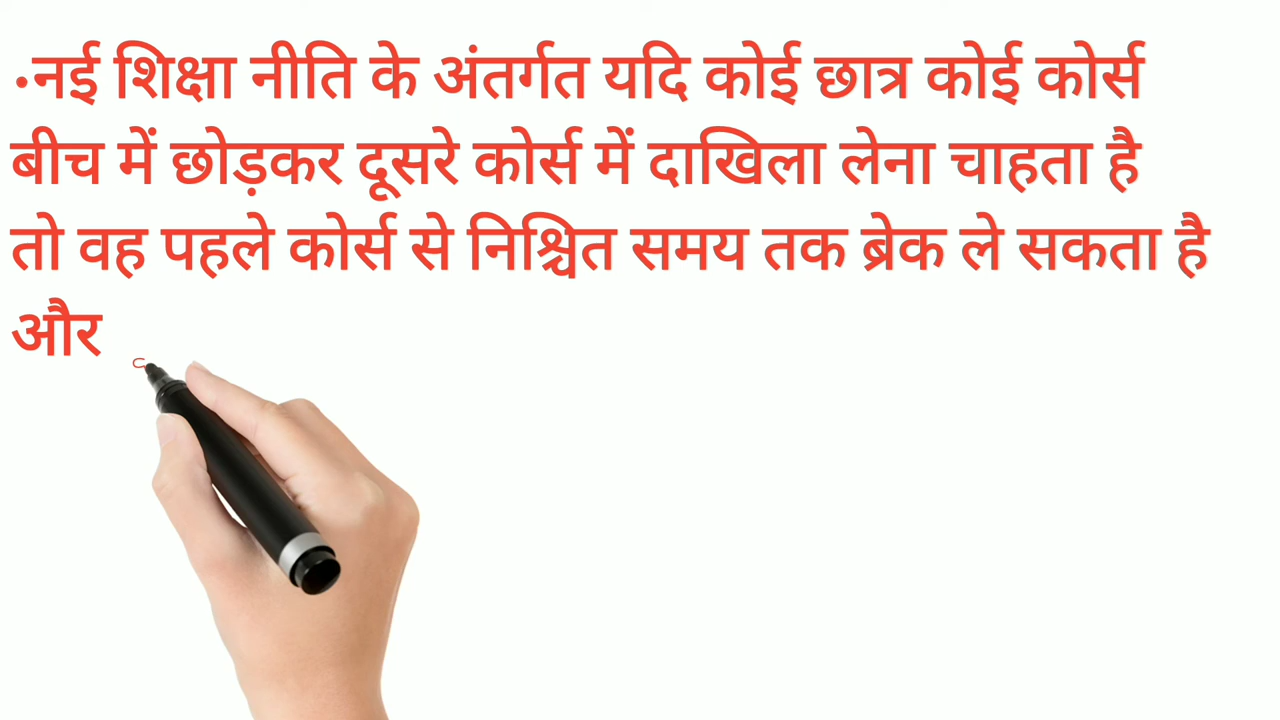 •नई शिक्षा नीति के अंतर्गत यदि कोई छात्र कोई कोर्स
बीच में छोड़कर दूसरे कोर्स में दाखिला लेना चाहता है
तो वह पहले कोर्स से निश्चित समय तक ब्रेक ले सकता है
और